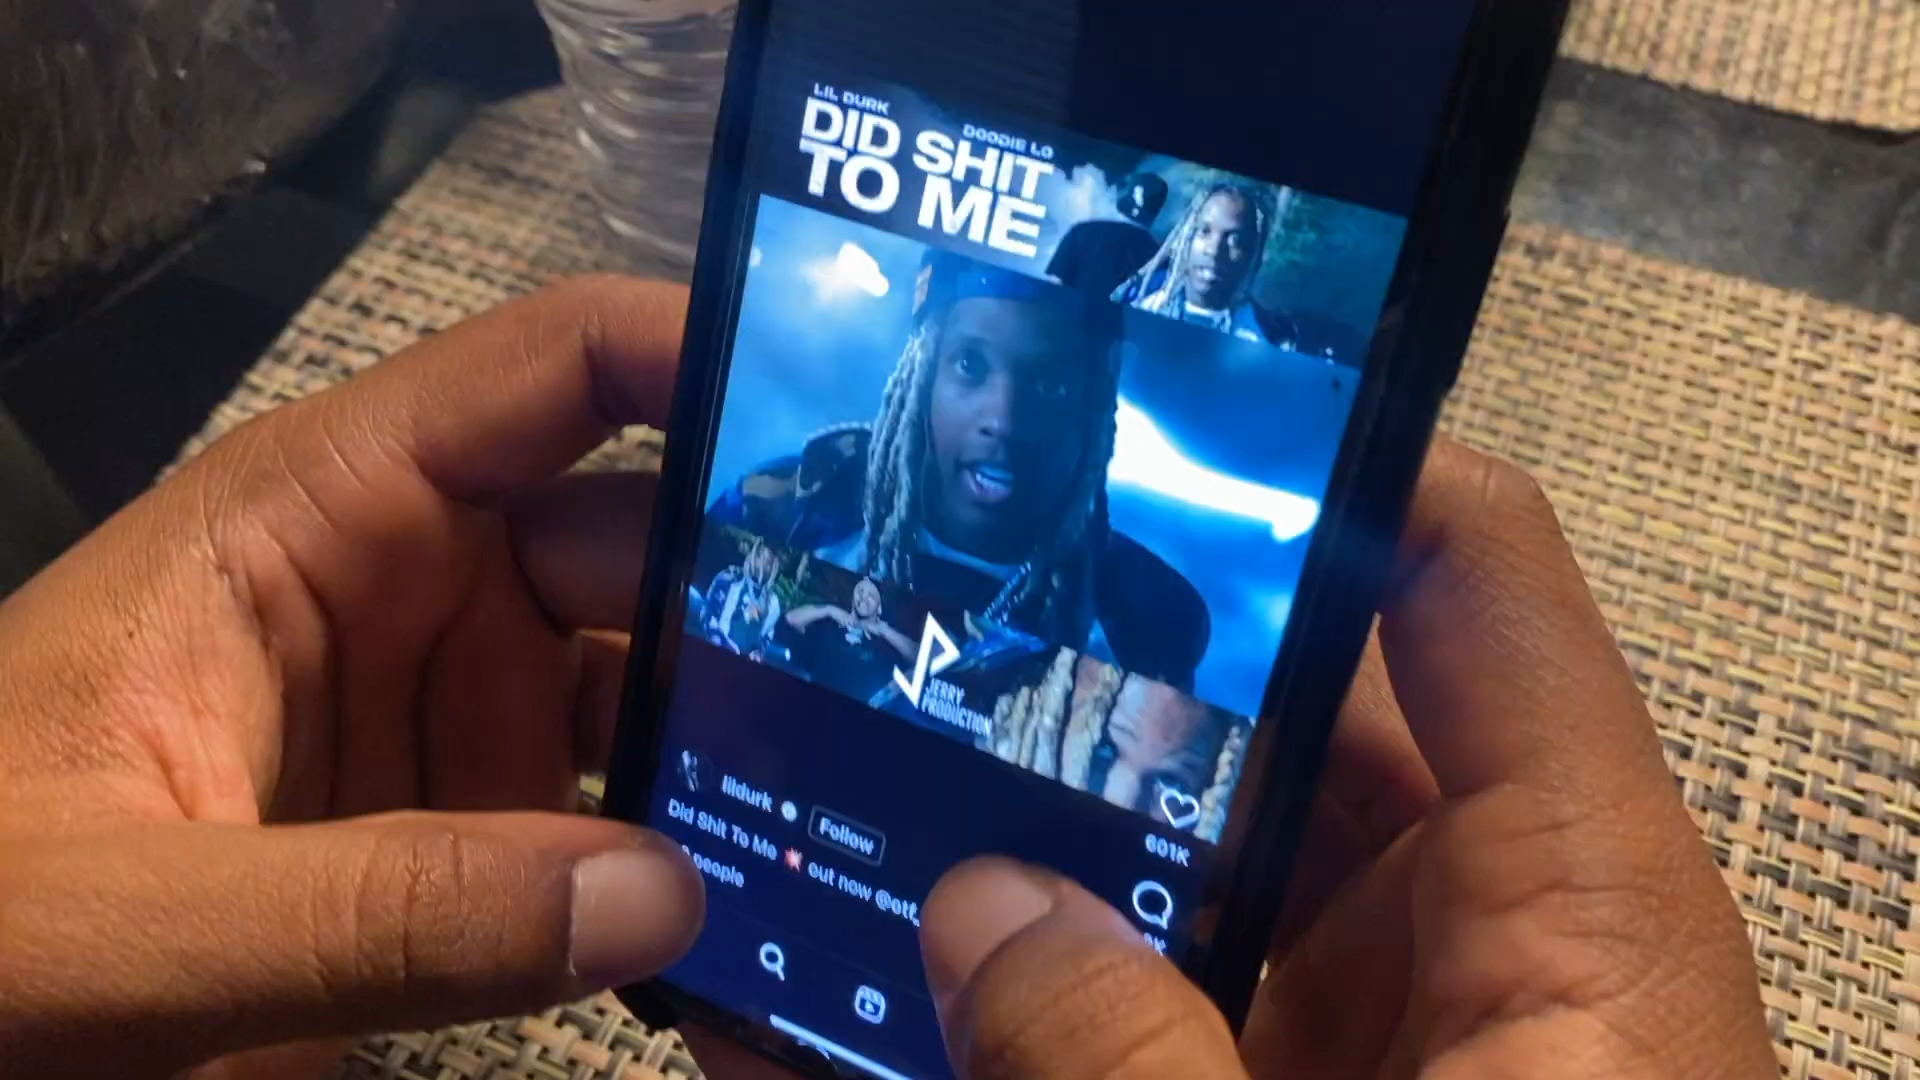 LIL DURK
DOODIE LO
DID SHIT
TO ME
JERRY
PRODUCTION
lildurk Follow
Did Shit To Me 💥 out now @otf_
people
601K